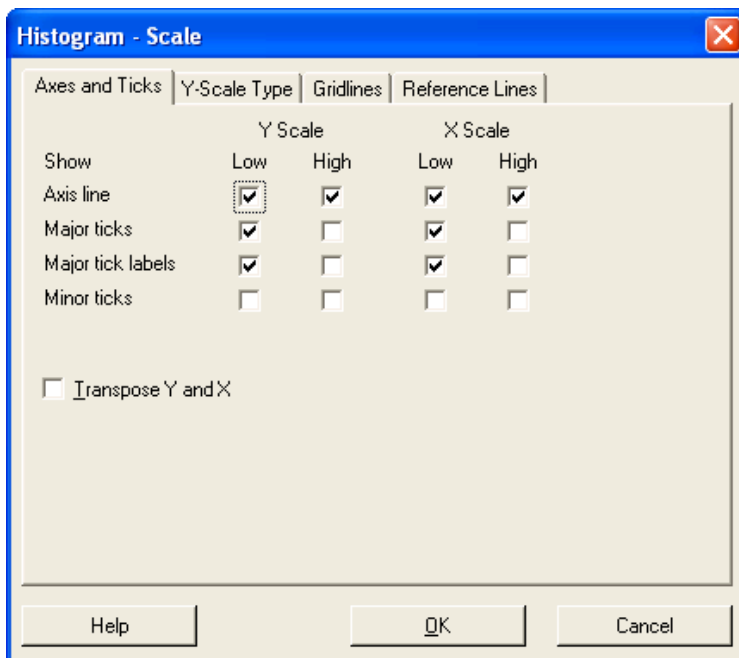 Histogram - Scale
Axes and Ticks Y-Scale Type Gridlines Reference Lines
Y Scale X Scale
Show Low High Low High
Axis line
Major ticks
Major tick labels
Minor ticks
Transpose Y and X
Help OK Cancel